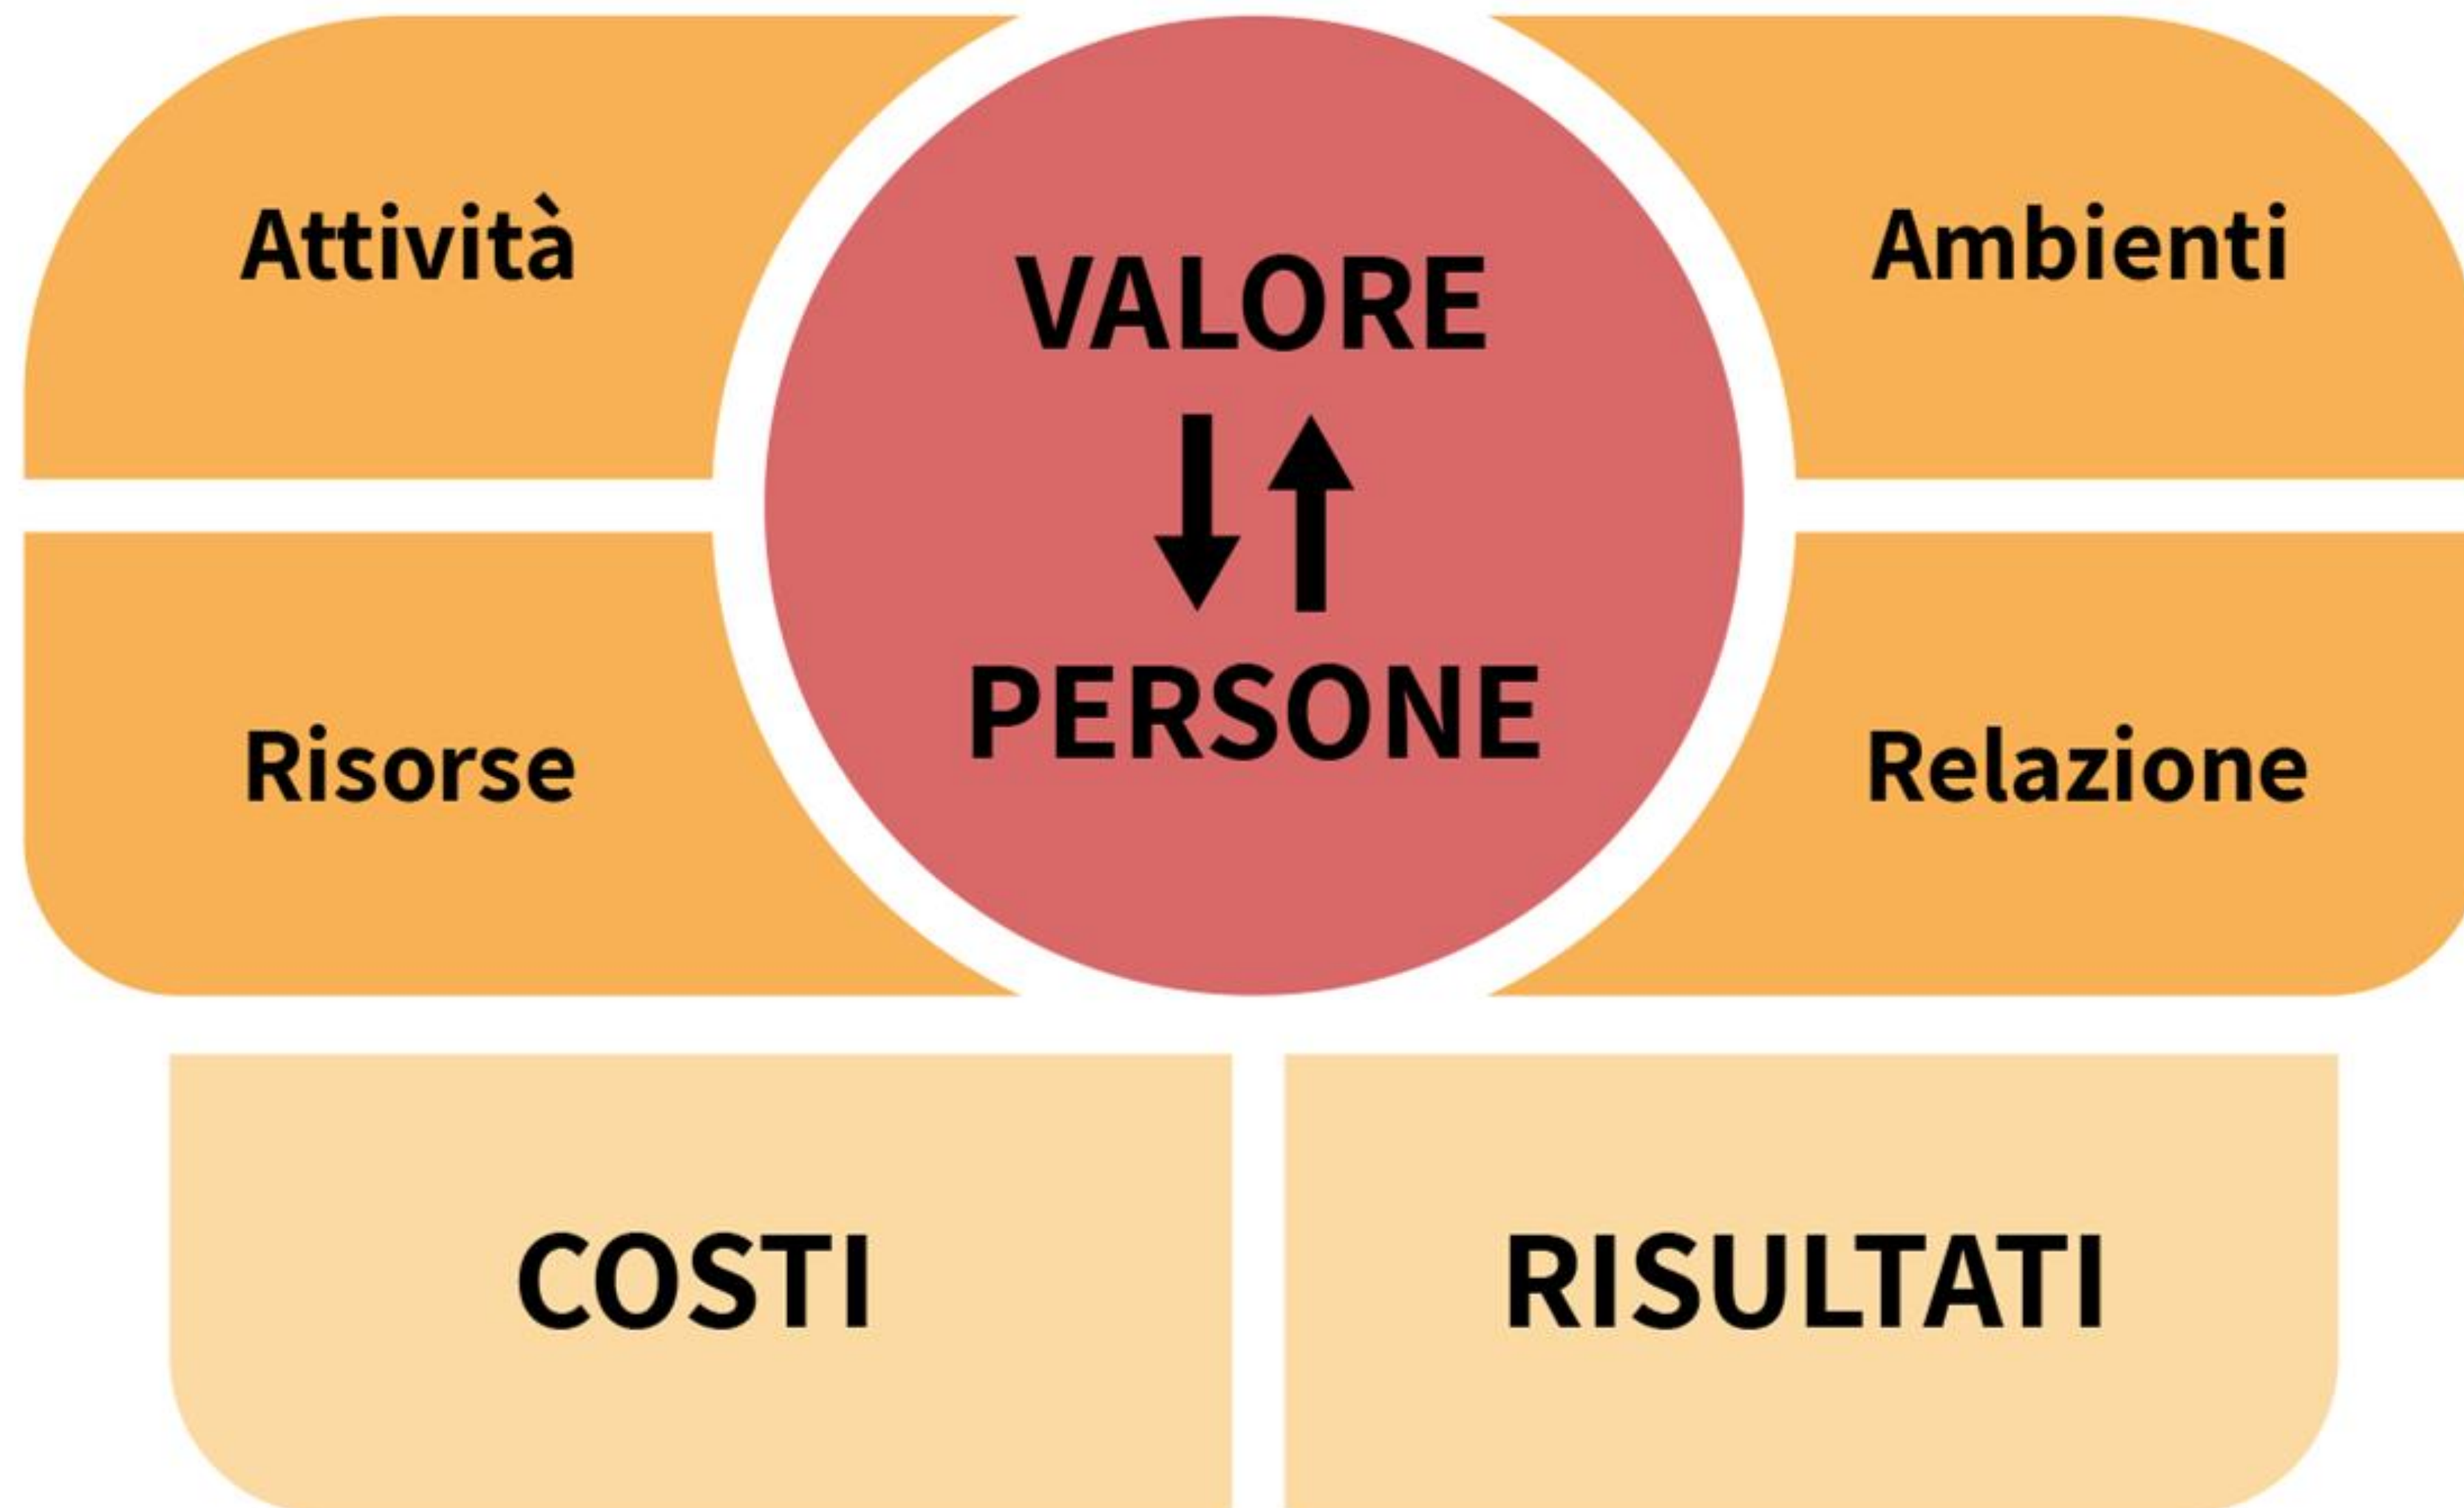 Attività
Ambienti
VALORE
PERSONE
Risorse
Relazione
COSTI
RISULTATI